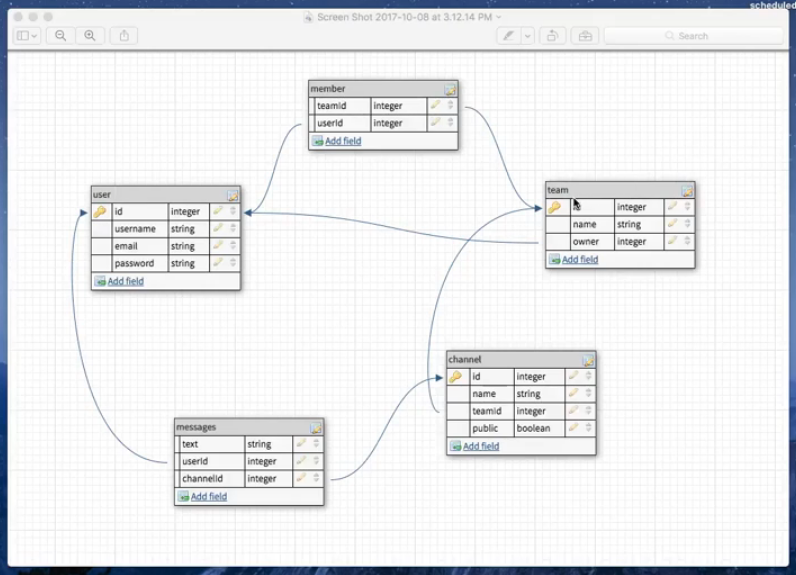 scheduled
Screen Shot 2017-10-08 at 3.12.14 PM
Search
member
teamId integer
userId integer
Add field
user
id integer
username string
email string
password string
Add field
team
integer
name string
owner integer
Add field
channel
id integer
name string
teamId integer
public boolean
Add field
messages
text string
userId integer
channelId integer
Add field